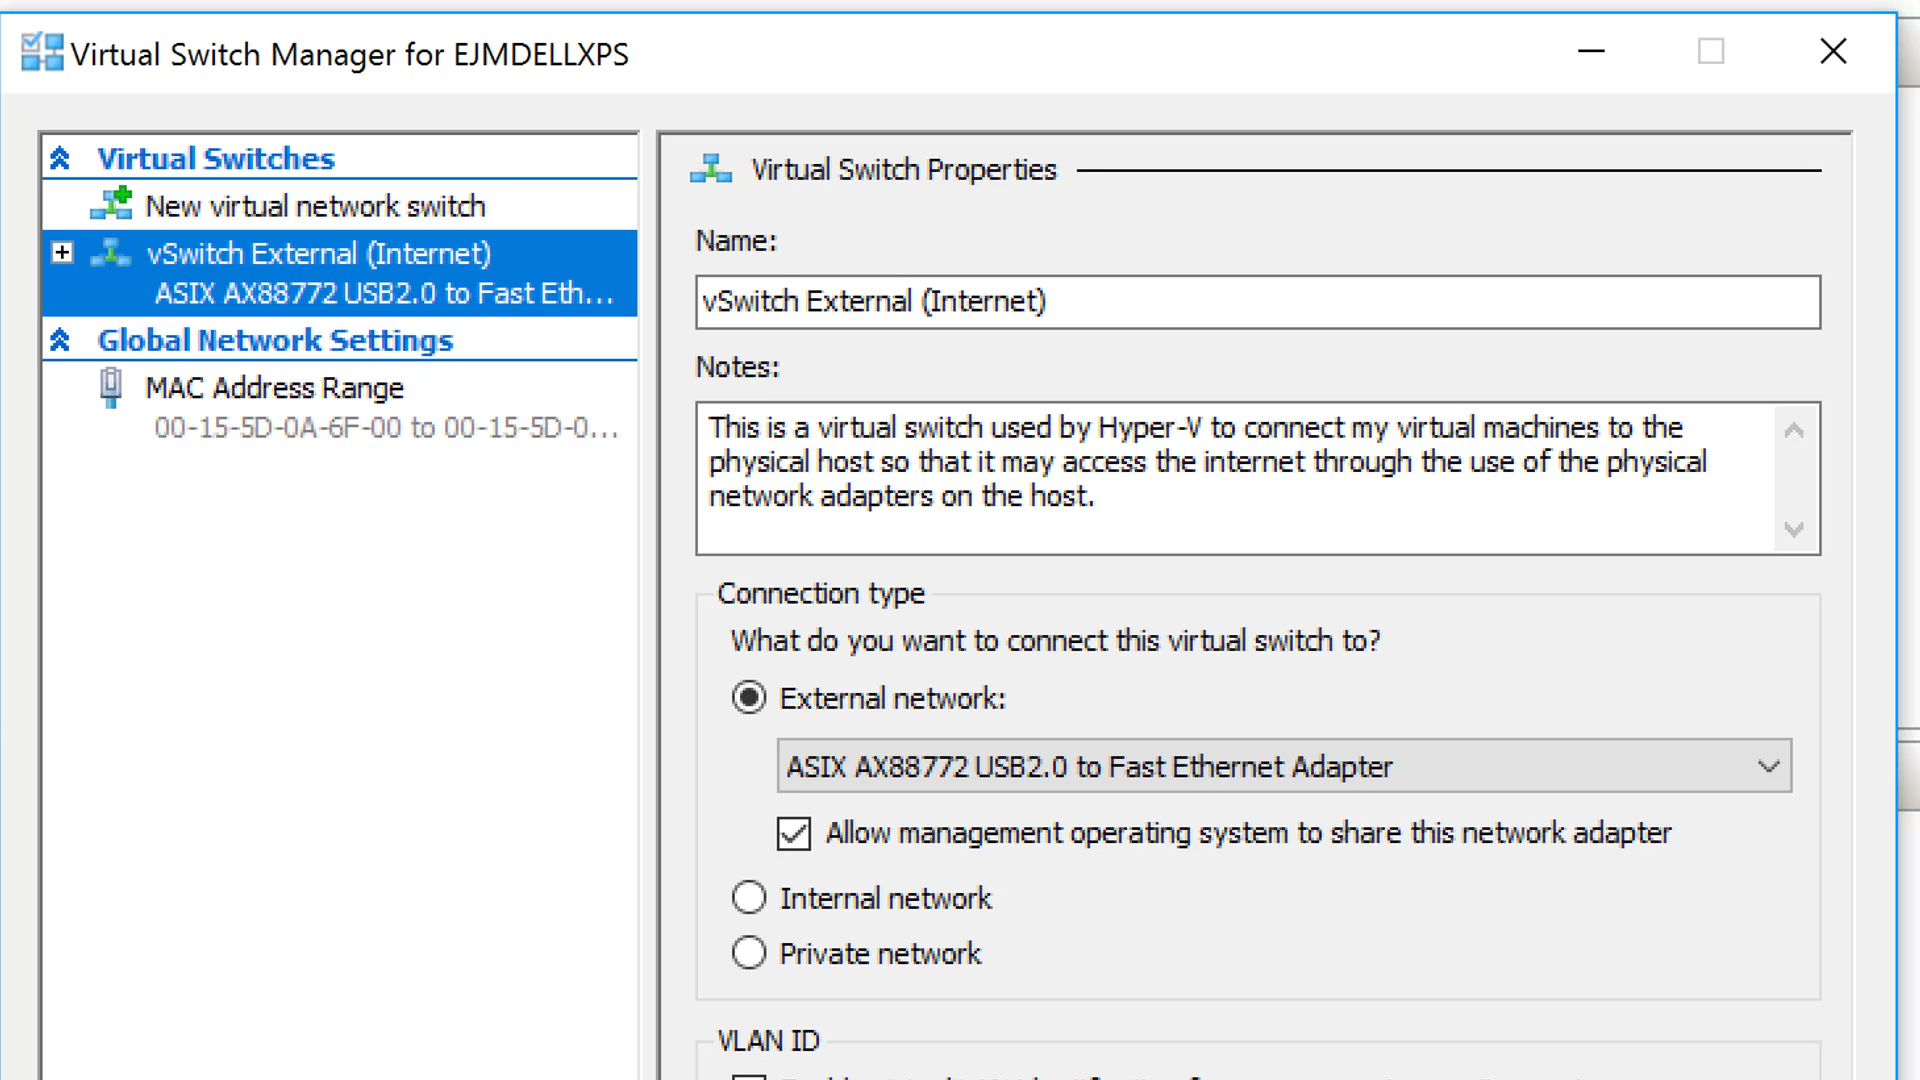 Virtual Switch Manager for EJMDELLXPS
Virtual Switches
New virtual network switch
vSwitch External (Internet)
ASIX AX88772 USB2.0 to Fast Eth...
Global Network Settings
MAC Address Range
00-15-5D-0A-6F-00 to 00-15-5D-0...
Virtual Switch Properties
Name:
vSwitch External (Internet)
Notes:
This is a virtual switch used by Hyper-V to connect my virtual machines to the
physical host so that it may access the internet through the use of the physical
network adapters on the host.
Connection type
What do you want to connect this virtual switch to?
External network:
ASIX AX88772 USB2.0 to Fast Ethernet Adapter
Allow management operating system to share this network adapter
Internal network
Private network
VLAN ID